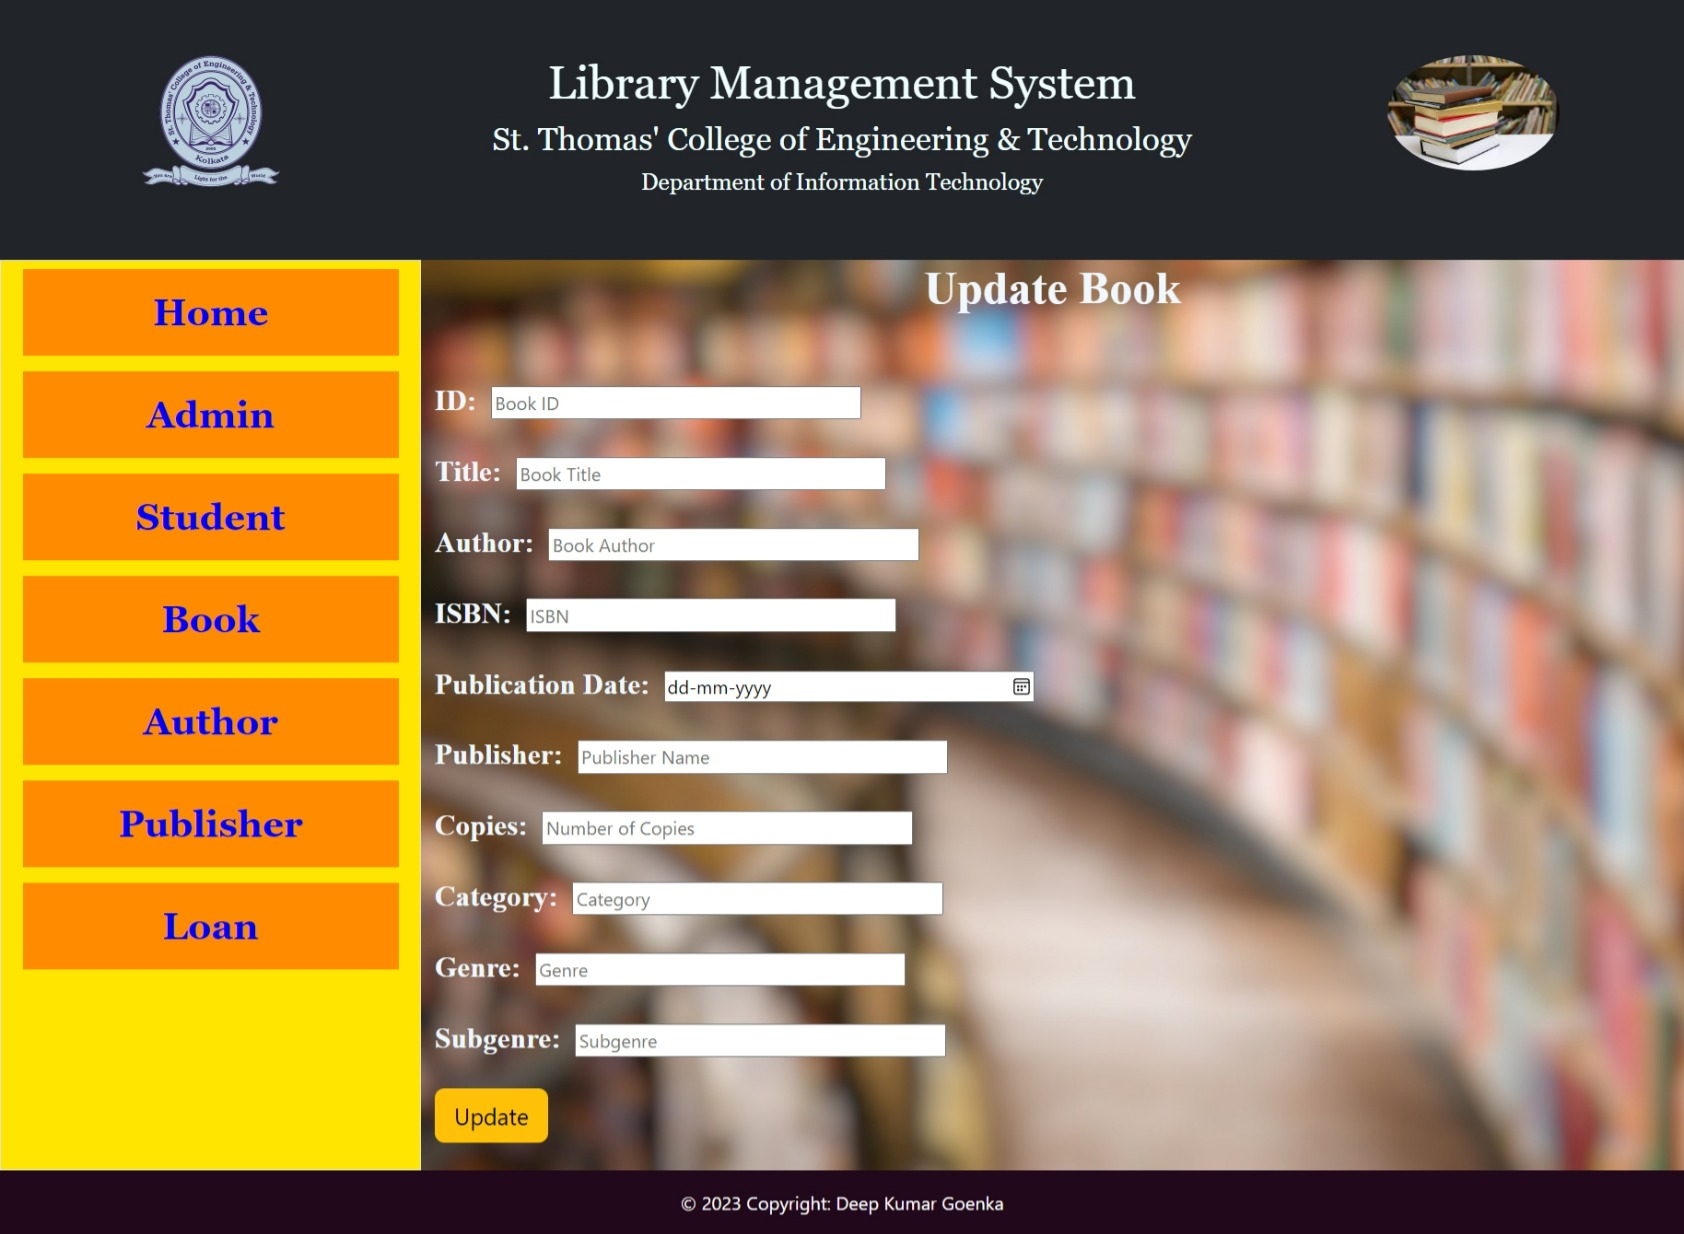 St. Thomas' College of Engineering & Technology
Kolkata
Library Management System
St. Thomas' College of Engineering & Technology
Department of Information Technology
Home
Admin
Student
Book
Author
Publisher
Loan
Update Book
ID: Book ID
Title: Book Title
Author: Book Author
ISBN: ISBN
Publication Date: dd-mm-yyyy
Publisher: Publisher Name
Copies: Number of Copies
Category: Category
Genre: Genre
Subgenre: Subgenre
Update
© 2023 Copyright: Deep Kumar Goenka